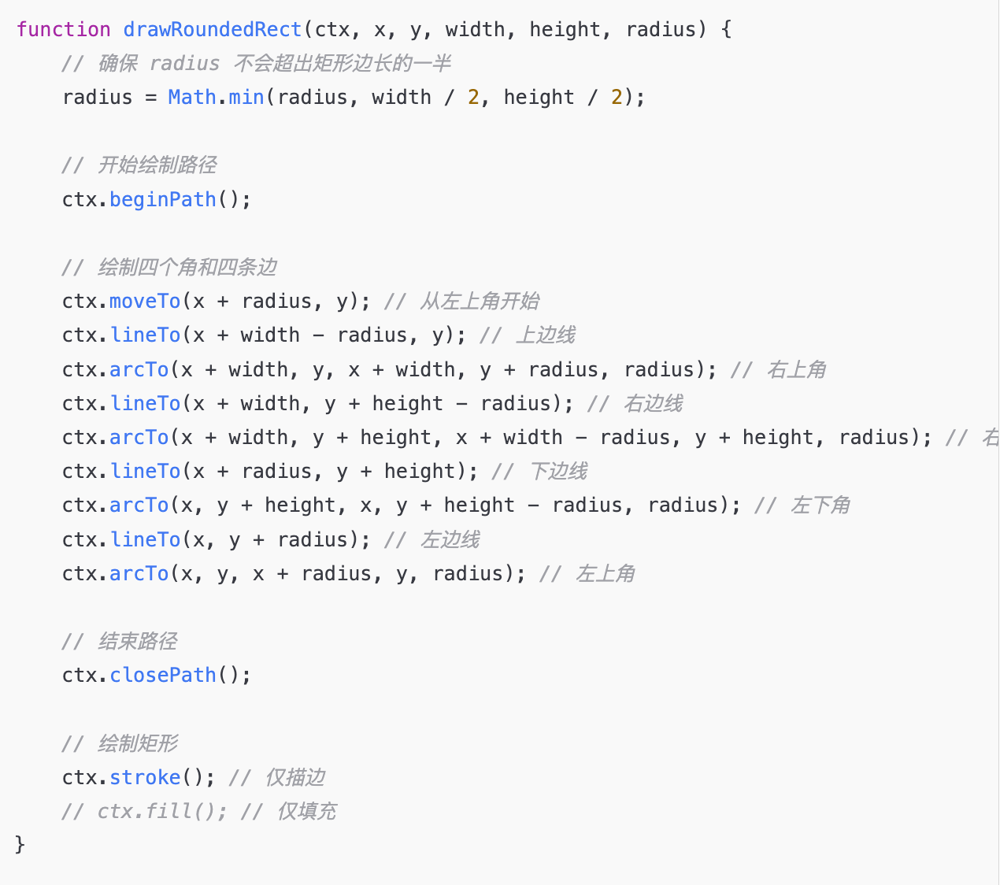 function drawRoundedRect(ctx, x, y, width, height, radius) {
// 确保 radius 不会超出矩形边长的一半
radius = Math.min(radius, width / 2, height / 2);
// 开始绘制路径
ctx.beginPath();
// 绘制四个角和四条边
ctx.moveTo(x + radius, y); // 从左上角开始
ctx.lineTo(x + width - radius, y); // 上边线
ctx.arcTo(x + width, y, x + width, y + radius, radius); // 右上角
ctx.lineTo(x + width, y + height - radius); // 右边线
ctx.arcTo(x + width, y + height, x + width - radius, y + height, radius); // 右
ctx.lineTo(x + radius, y + height); // 下边线
ctx.arcTo(x, y + height, x, y + height - radius, radius); // 左下角
ctx.lineTo(x, y + radius); // 左边线
ctx.arcTo(x, y, x + radius, y, radius); // 左上角
// 结束路径
ctx.closePath();
// 绘制矩形
ctx.stroke(); // 仅描边
// ctx.fill(); // 仅填充
}